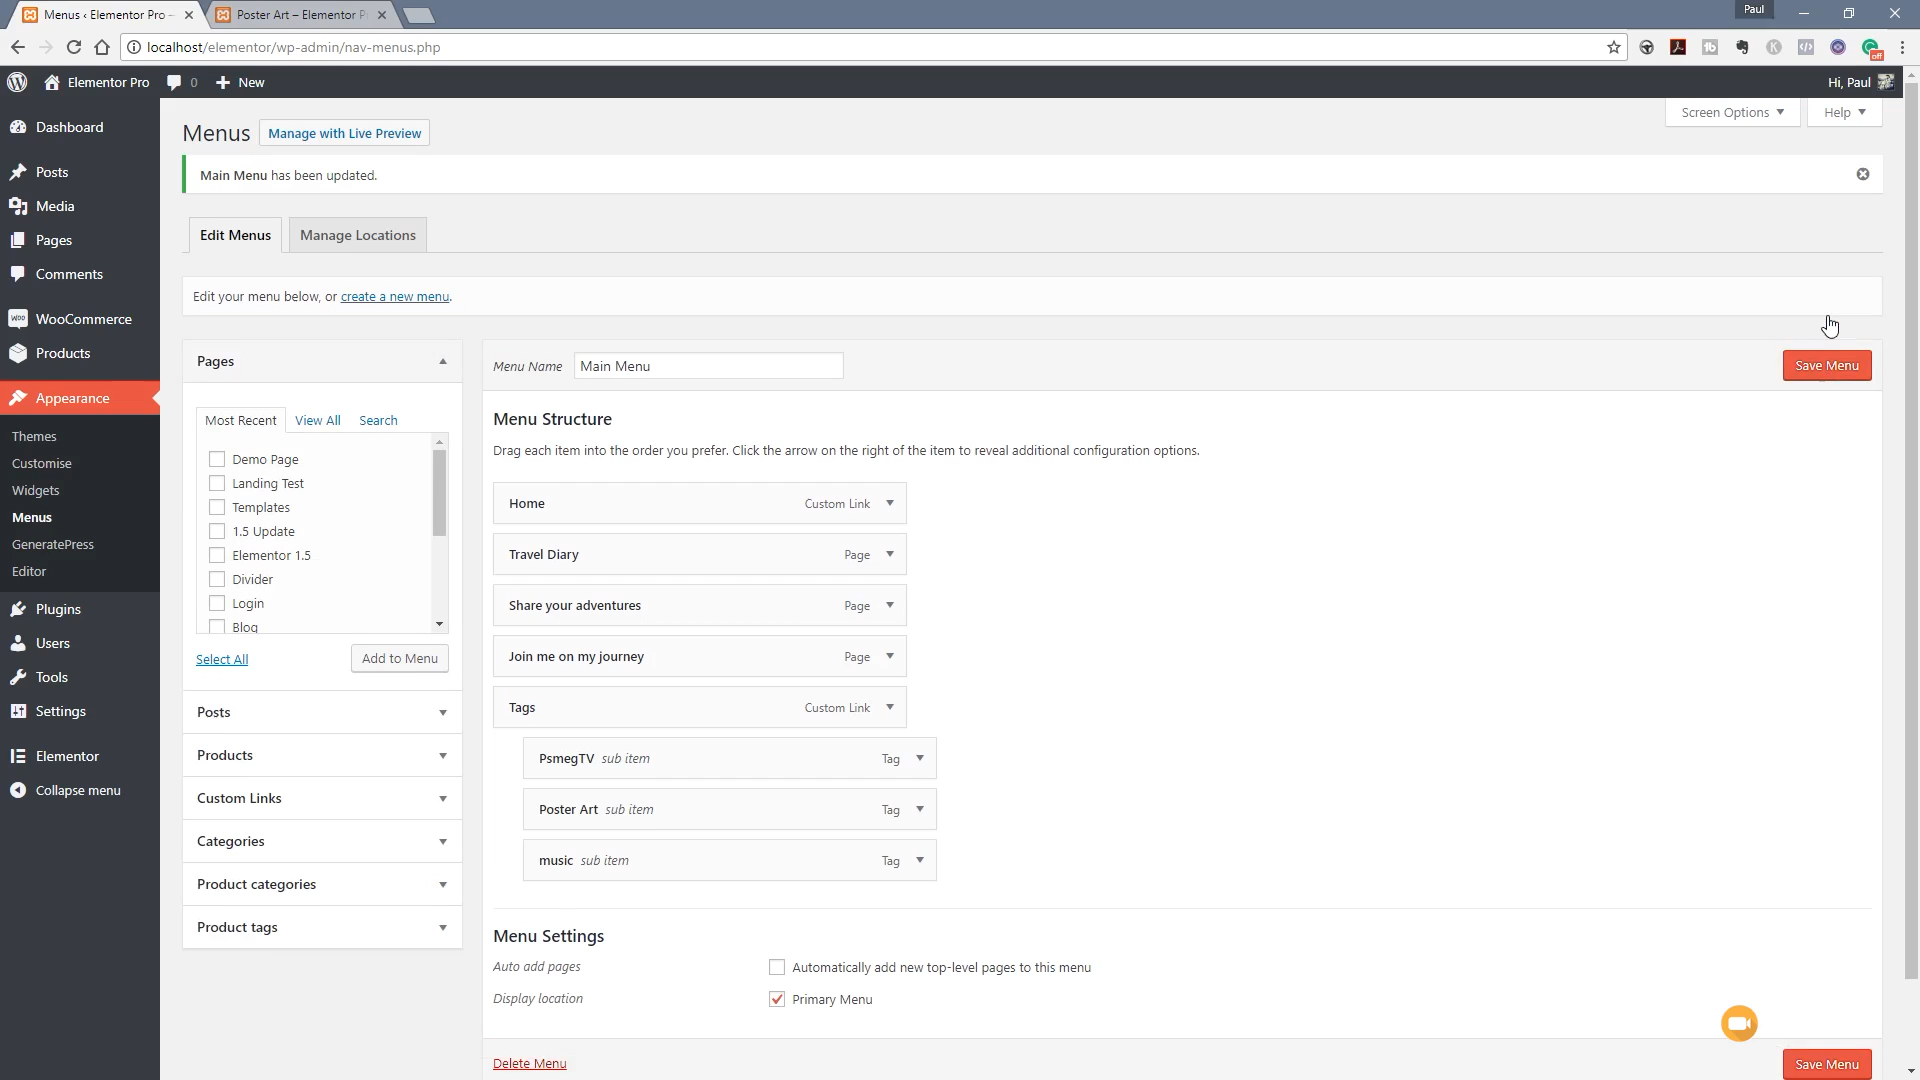 Menus ‹ Elementor Pro –
Poster Art – Elementor P
Paul
localhost/elementor/wp-admin/nav-menus.php
off
Elementor Pro
0
New
Hi, Paul
Screen Options
Help
Dashboard
Posts
Media
Pages
Comments
WooCommerce
Products
Appearance
Themes
Customise
Widgets
Menus
GeneratePress
Editor
Plugins
Users
Tools
Settings
Elementor
Collapse menu
Menus
Manage with Live Preview
Main Menu has been updated.
Edit Menus
Manage Locations
Edit your menu below, or create a new menu.
Pages
Most Recent
View All
Search
Demo Page
Landing Test
Templates
1.5 Update
Elementor 1.5
Divider
Login
Blog
Select All
Add to Menu
Posts
Products
Custom Links
Categories
Product categories
Product tags
Menu Name
Main Menu
Save Menu
Menu Structure
Drag each item into the order you prefer. Click the arrow on the right of the item to reveal additional configuration options.
Home Custom Link
Travel Diary Page
Share your adventures Page
Join me on my journey Page
Tags Custom Link
PsmegTV sub item Tag
Poster Art sub item Tag
music sub item Tag
Menu Settings
Auto add pages
Automatically add new top-level pages to this menu
Display location
Primary Menu
Delete Menu
Save Menu